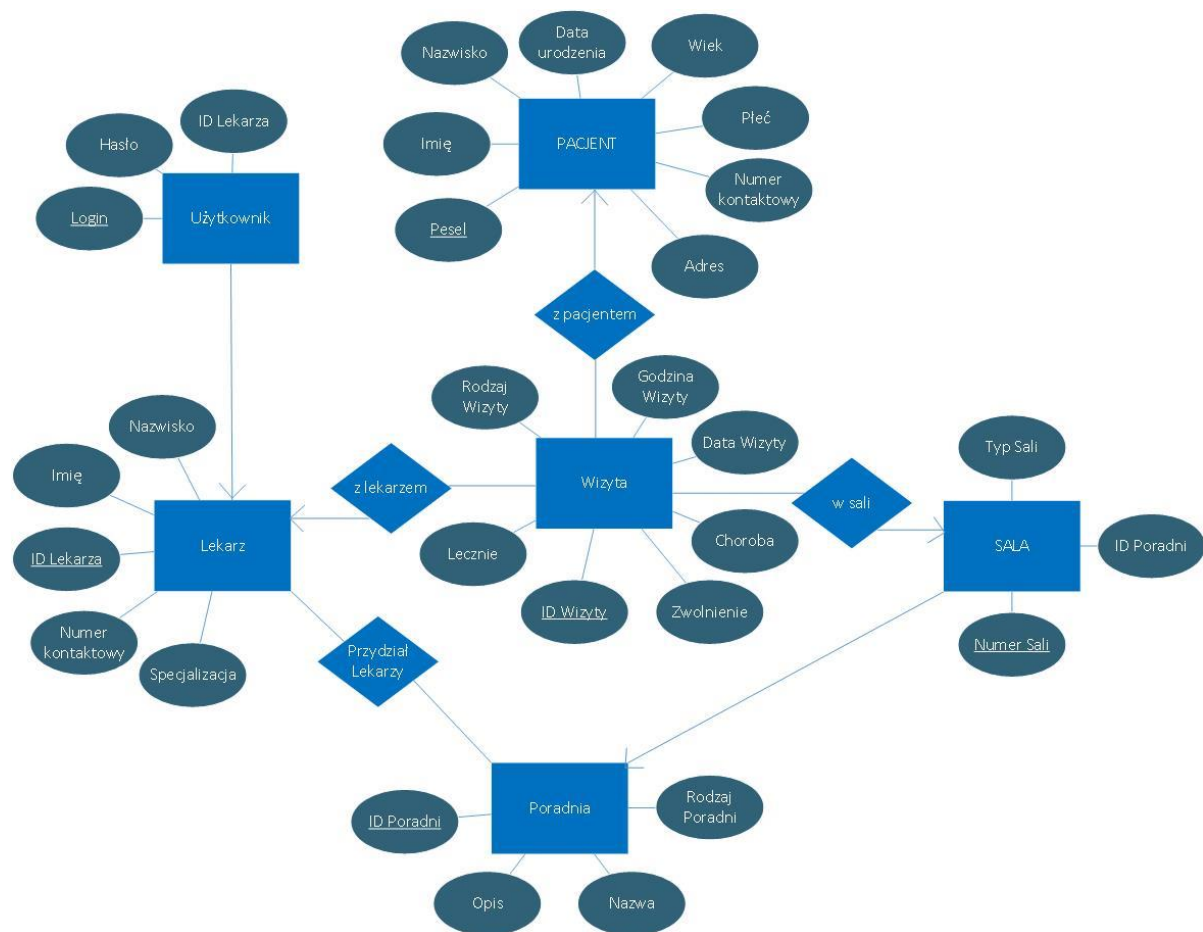 Data
urodzenia
Nazwisko
Wiek
ID Lekarza
Płeć
Hasło
Imię
PACJENT
Numer
kontaktowy
Login
Użytkownik
Pesel
Adres
z pacjentem
Rodzaj
Wizyty
Godzina
Wizyty
Nazwisko
Data Wizyty
Typ Sali
Imię
z lekarzem
Wizyta
w sali
Lekarz
Lecznie
Choroba
SALA
ID Poradni
ID Lekarza
ID Wizyty
Zwolnienie
Numer
kontaktowy
Specjalizacja
Przydział
Lekarzy
Numer Sali
ID Poradni
Poradnia
Rodzaj
Poradni
Opis
Nazwa